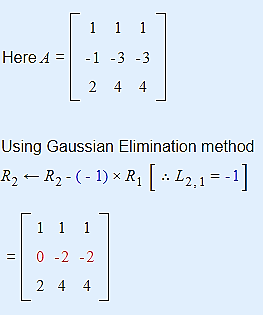 1 1 1
Here A = -1 -3 -3
2 4 4
Using Gaussian Elimination method
R₂ ← R₂ - ( - 1) × R₁ [ ∴ L₂,₁ = -1 ]
1 1 1
= 0 -2 -2
2 4 4